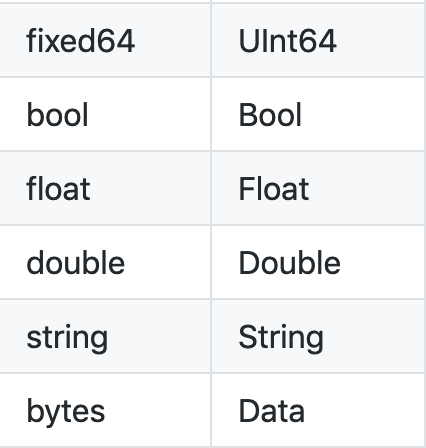 fixed64 UInt64
bool Bool
float Float
double Double
string String
bytes Data